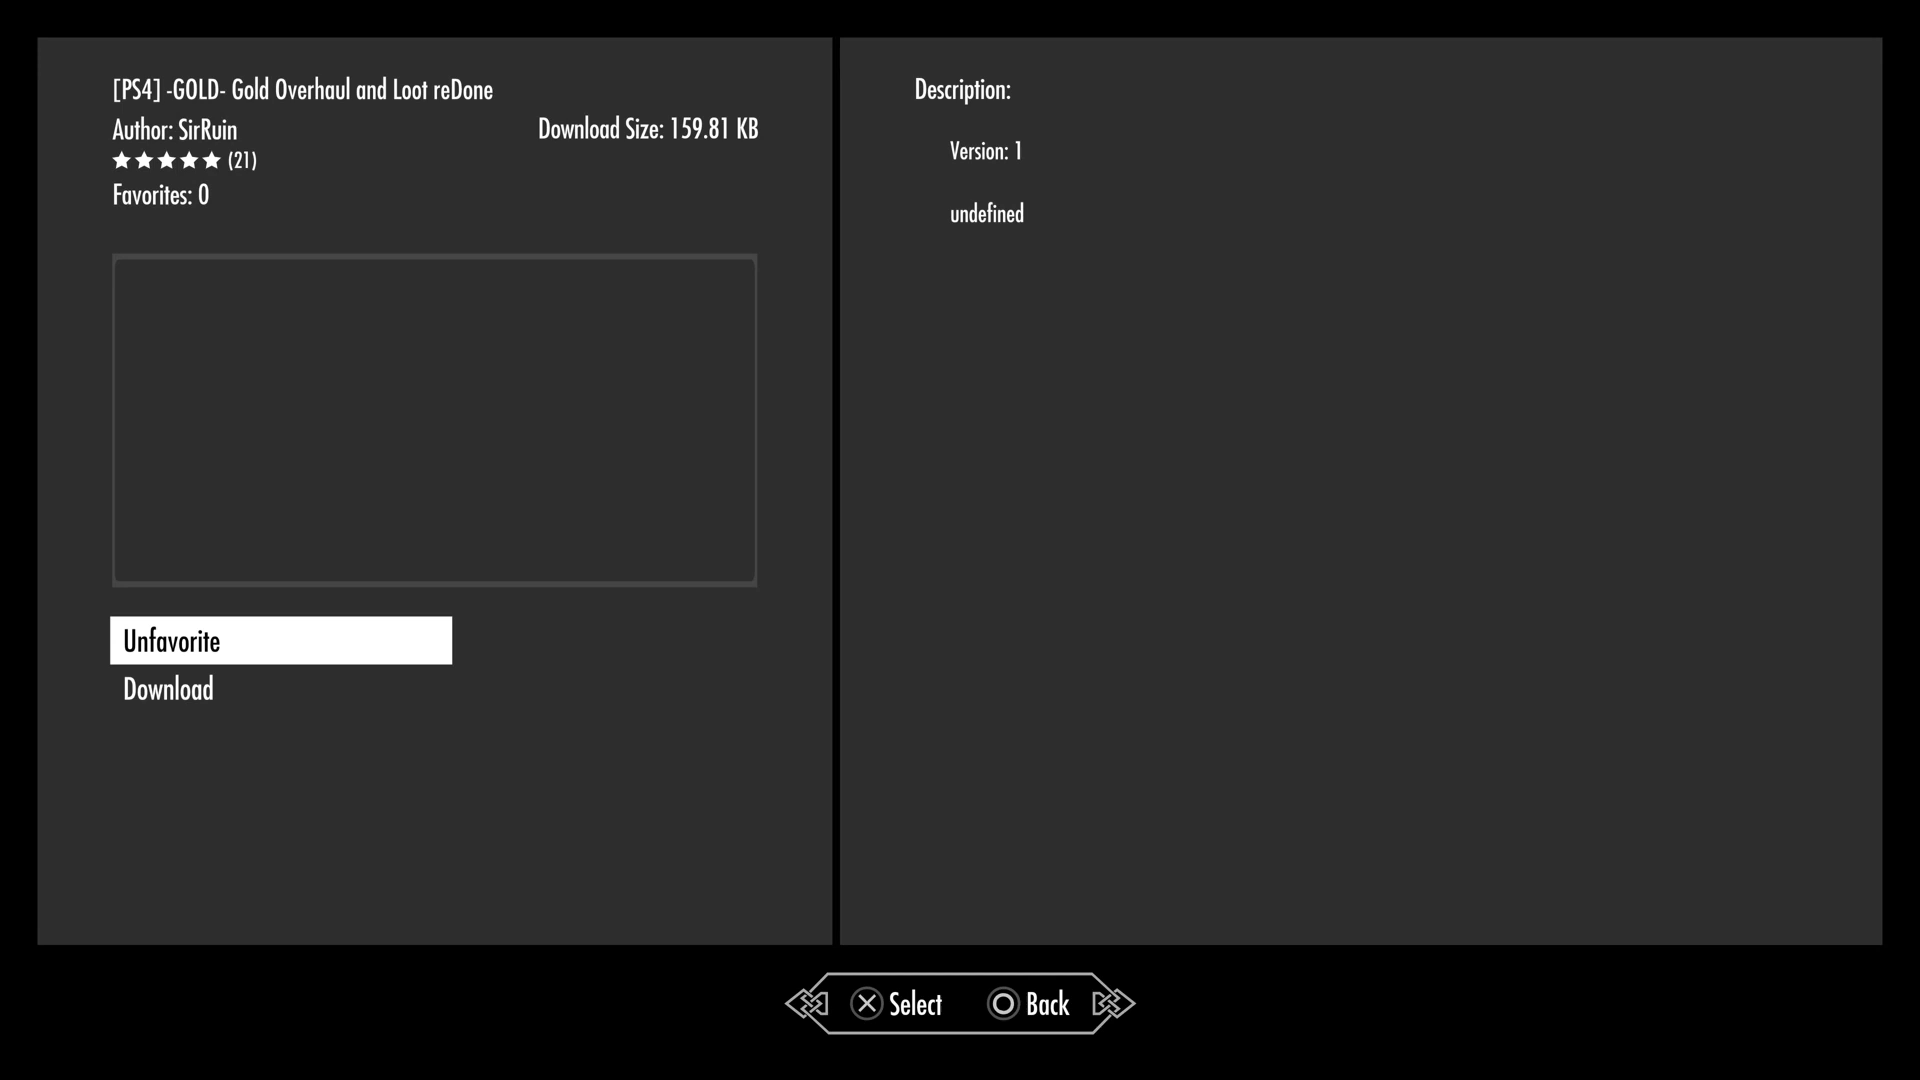 [PS4] -GOLD- Gold Overhaul and Loot reDone
Author: SirRuin
Download Size: 159.81 KB
★★★★★ (21)
Favorites: 0
Unfavorite
Download
Description:
Version: 1
undefined
Select
Back